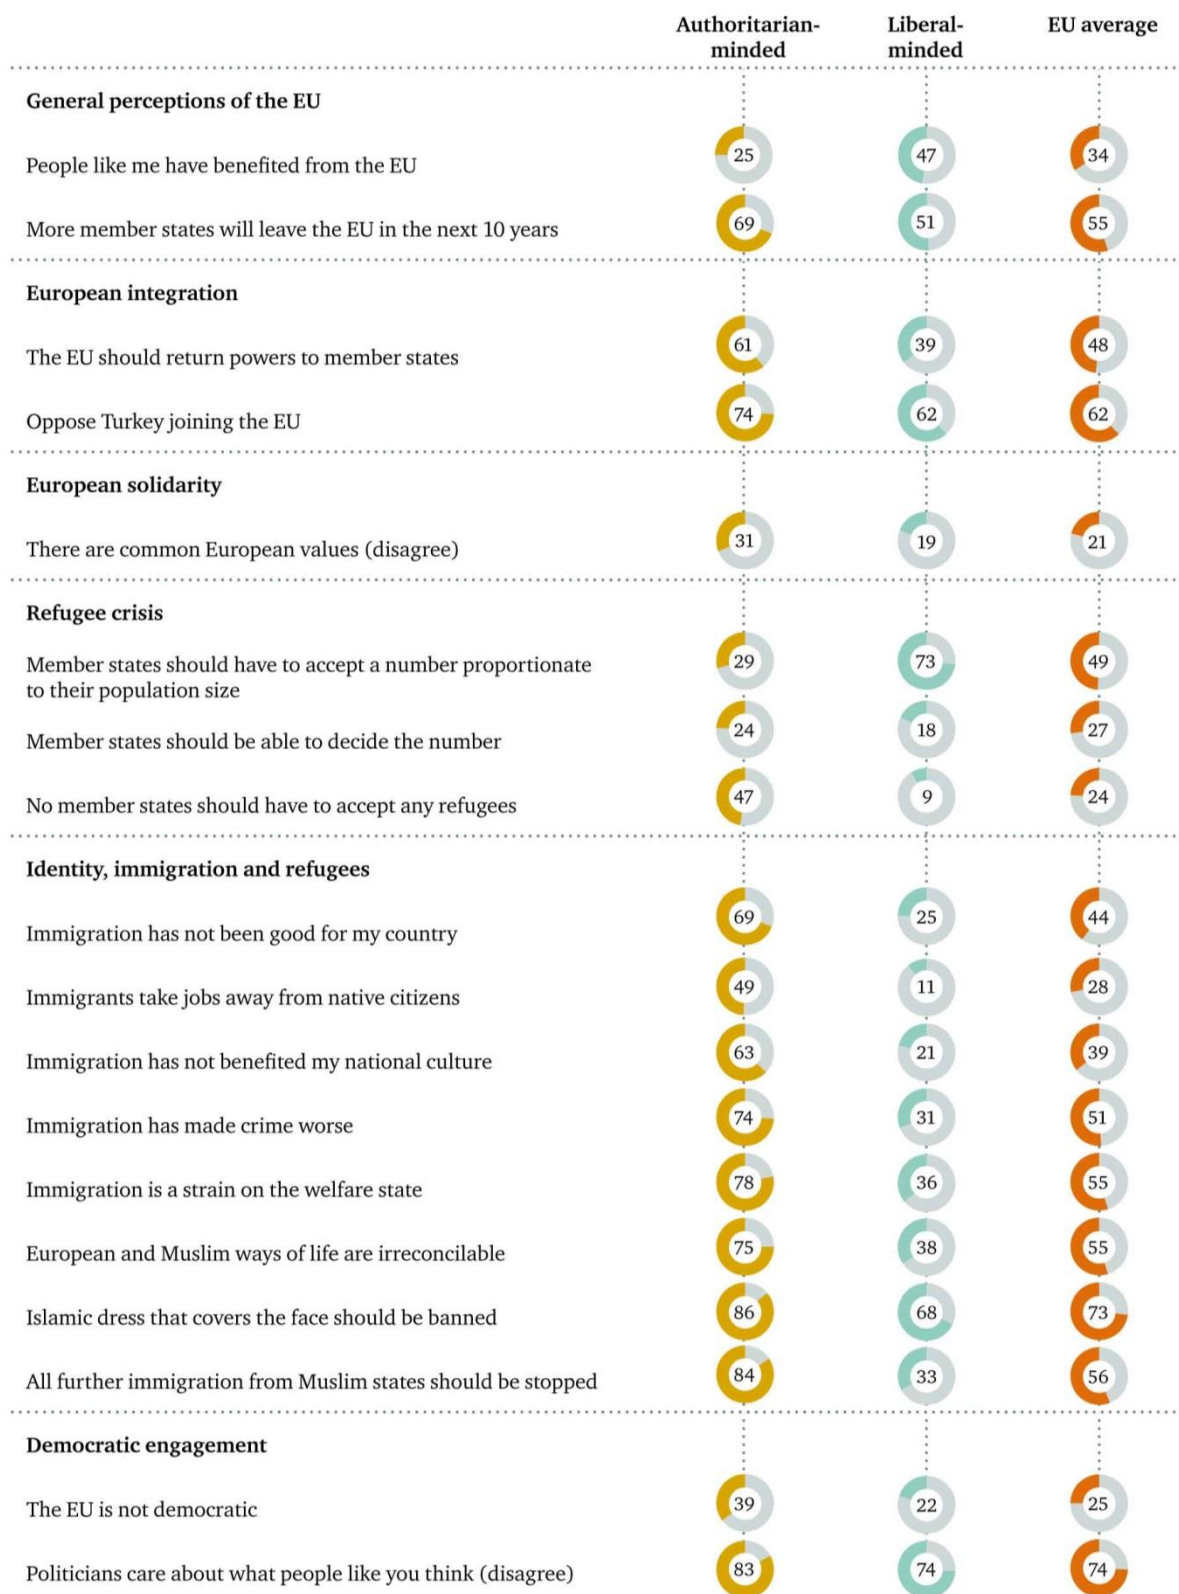 Authoritarian-minded Liberal-minded EU average
General perceptions of the EU
People like me have benefited from the EU 25 47 34
More member states will leave the EU in the next 10 years 69 51 55
European integration
The EU should return powers to member states 61 39 48
Oppose Turkey joining the EU 74 62 62
European solidarity
There are common European values (disagree) 31 19 21
Refugee crisis
Member states should have to accept a number proportionate
to their population size 29 73 49
Member states should be able to decide the number 24 18 27
No member states should have to accept any refugees 47 9 24
Identity, immigration and refugees
Immigration has not been good for my country 69 25 44
Immigrants take jobs away from native citizens 49 11 28
Immigration has not benefited my national culture 63 21 39
Immigration has made crime worse 74 31 51
Immigration is a strain on the welfare state 78 36 55
European and Muslim ways of life are irreconcilable 75 38 55
Islamic dress that covers the face should be banned 86 68 73
All further immigration from Muslim states should be stopped 84 33 56
Democratic engagement
The EU is not democratic 39 22 25
Politicians care about what people like you think (disagree) 83 74 74